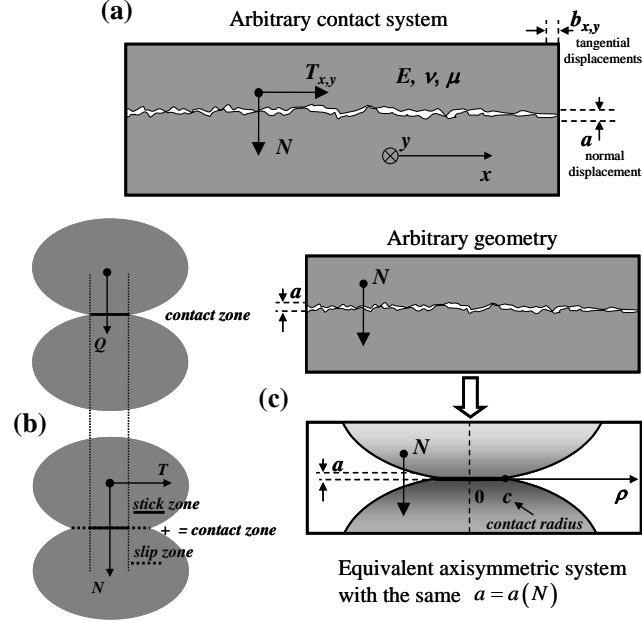 (a)
Arbitrary contact system
b x,y
tangential
displacements
T x,y
E, ν, μ
N
y
x
a
normal
displacement
Q
contact zone
Arbitrary geometry
a
N
(b)
T
stick zone
+ = contact zone
slip zone
N
(c)
N
a
0
c
ρ
contact radius
Equivalent axisymmetric system
with the same a = a(N)